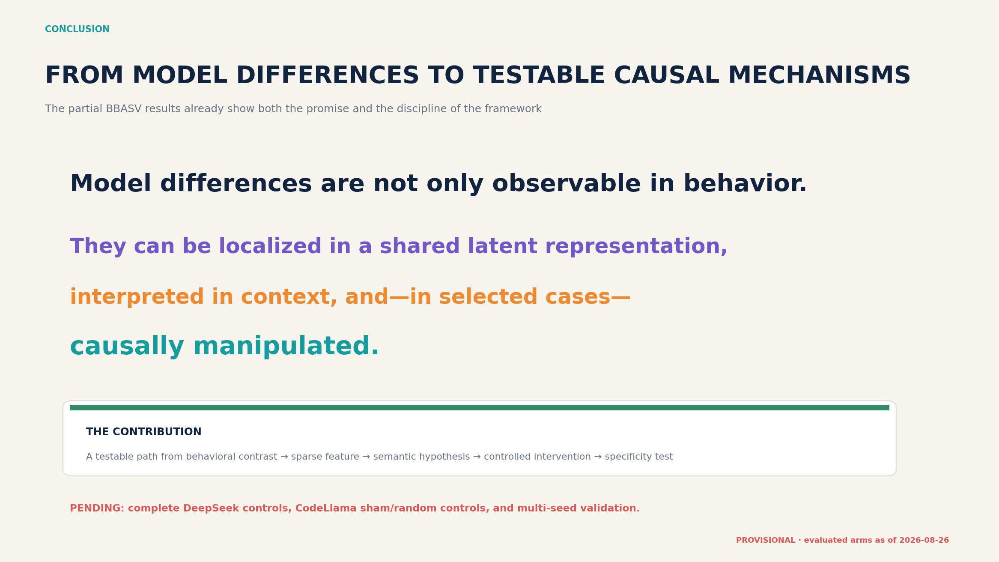 CONCLUSION
FROM MODEL DIFFERENCES TO TESTABLE CAUSAL MECHANISMS
The partial BBASV results already show both the promise and the discipline of the framework
Model differences are not only observable in behavior.
They can be localized in a shared latent representation,
interpreted in context, and—in selected cases—
causally manipulated.
THE CONTRIBUTION
A testable path from behavioral contrast → sparse feature → semantic hypothesis → controlled intervention → specificity test
PENDING: complete DeepSeek controls, CodeLlama sham/random controls, and multi-seed validation.
PROVISIONAL · evaluated arms as of 2026-08-26